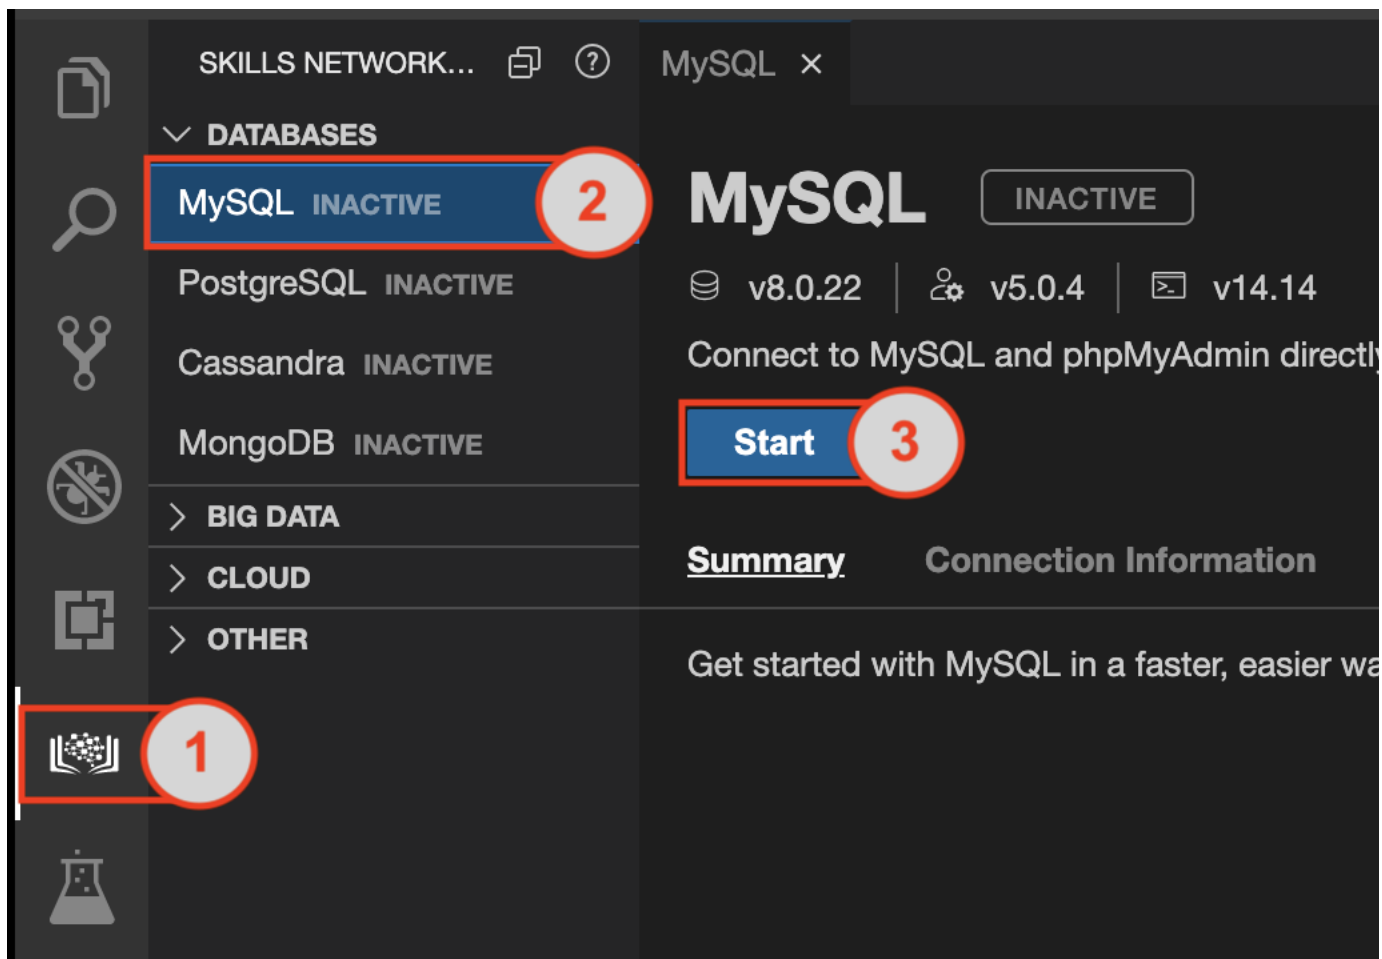 SKILLS NETWORK...
MySQL
DATABASES
MySQL INACTIVE
2
PostgreSQL INACTIVE
Cassandra INACTIVE
MongoDB INACTIVE
BIG DATA
CLOUD
OTHER
1
MySQL INACTIVE
v8.0.22 v5.0.4 v14.14
Connect to MySQL and phpMyAdmin directly
Start
3
Summary Connection Information
Get started with MySQL in a faster, easier wa